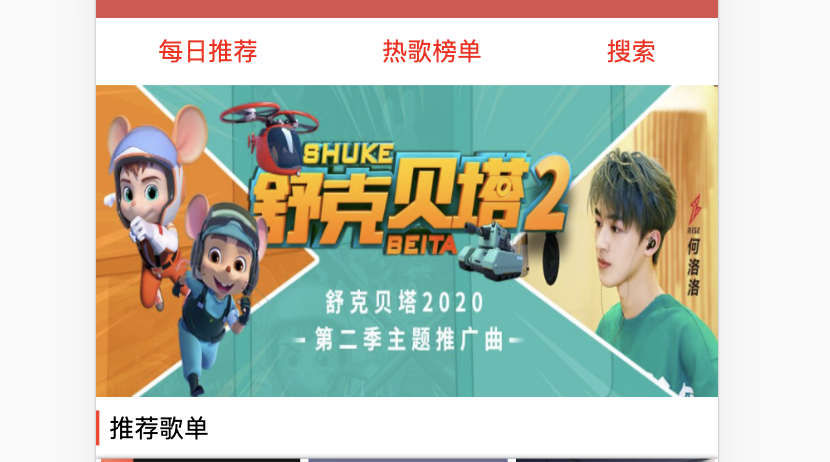 每日推荐 热歌榜单 搜索
SHUKE
舒克贝塔2
BEITA
RISE
何洛洛
舒克贝塔2020
第二季主题推广曲
推荐歌单